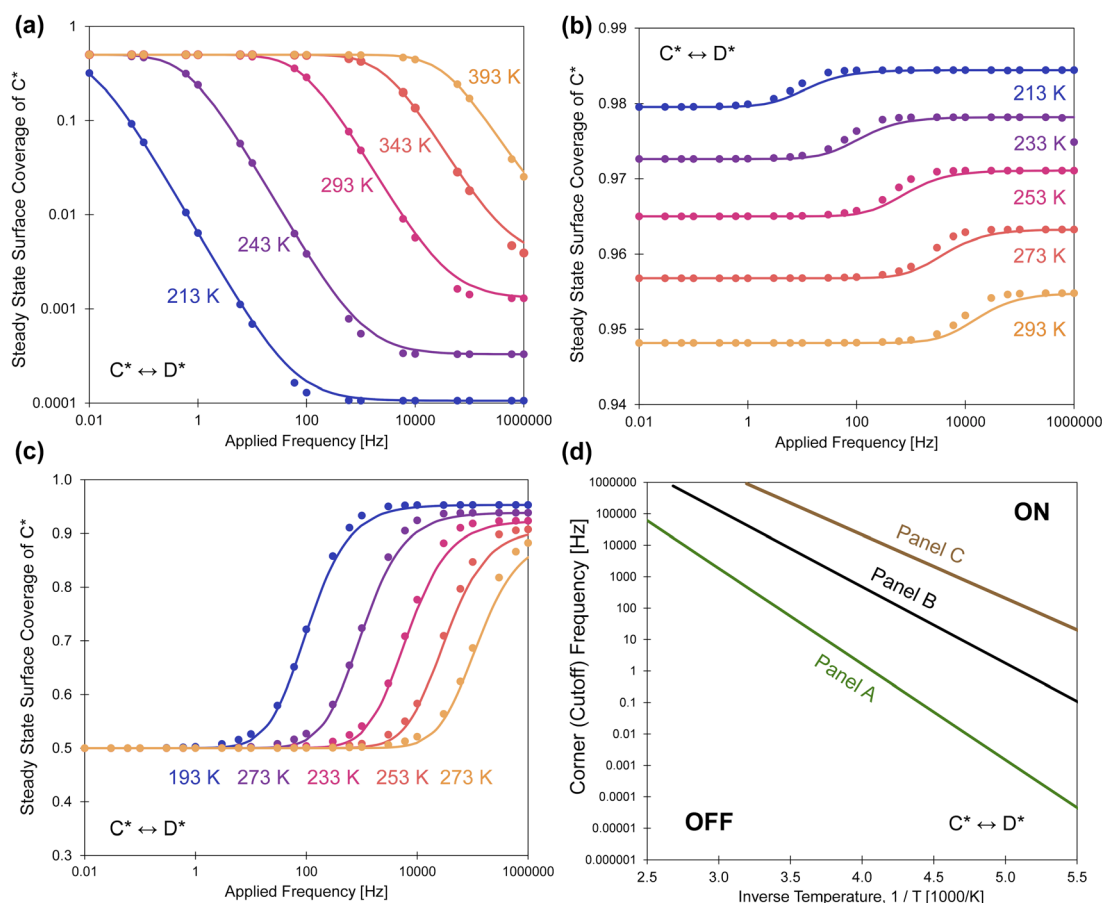 (a)
Steady State Surface Coverage of C*
1
0.1
0.01
0.001
0.0001
393 K
343 K
293 K
243 K
213 K
C* ↔ D*
0.01
1
100
10000
1000000
Applied Frequency [Hz]
(b)
Steady State Surface Coverage of C*
0.99
0.98
0.97
0.96
0.95
0.94
C* ↔ D*
213 K
233 K
253 K
273 K
293 K
0.01
1
100
10000
1000000
Applied Frequency [Hz]
(c)
Steady State Surface Coverage of C*
1.0
0.9
0.8
0.7
0.6
0.5
0.4
0.3
193 K
273 K
233 K
253 K
273 K
C* ↔ D*
0.01
1
100
10000
1000000
Applied Frequency [Hz]
(d)
Corner (Cutoff) Frequency [Hz]
1000000
100000
10000
1000
100
10
1
0.1
0.01
0.001
0.0001
0.00001
0.000001
ON
Panel C
Panel B
Panel A
OFF
C* ↔ D*
2.5
3.0
3.5
4.0
4.5
5.0
5.5
Inverse Temperature, 1 / T [1000/K]